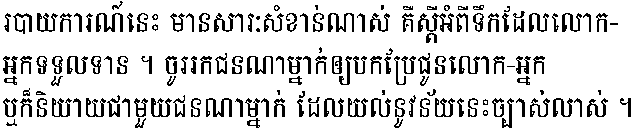 របាយការណ៍នេះ មានសារៈសំខាន់ណាស់ គឺស្តីអំពីទឹកដែលលោក-
អ្នកទទួលទាន ។ ចូររកជនណាម្នាក់ឲ្យបកប្រែជូនលោក-អ្នក
ឬក៏និយាយជាមួយជនណាម្នាក់ ដែលយល់នូវន័យនេះច្បាស់លាស់ ។